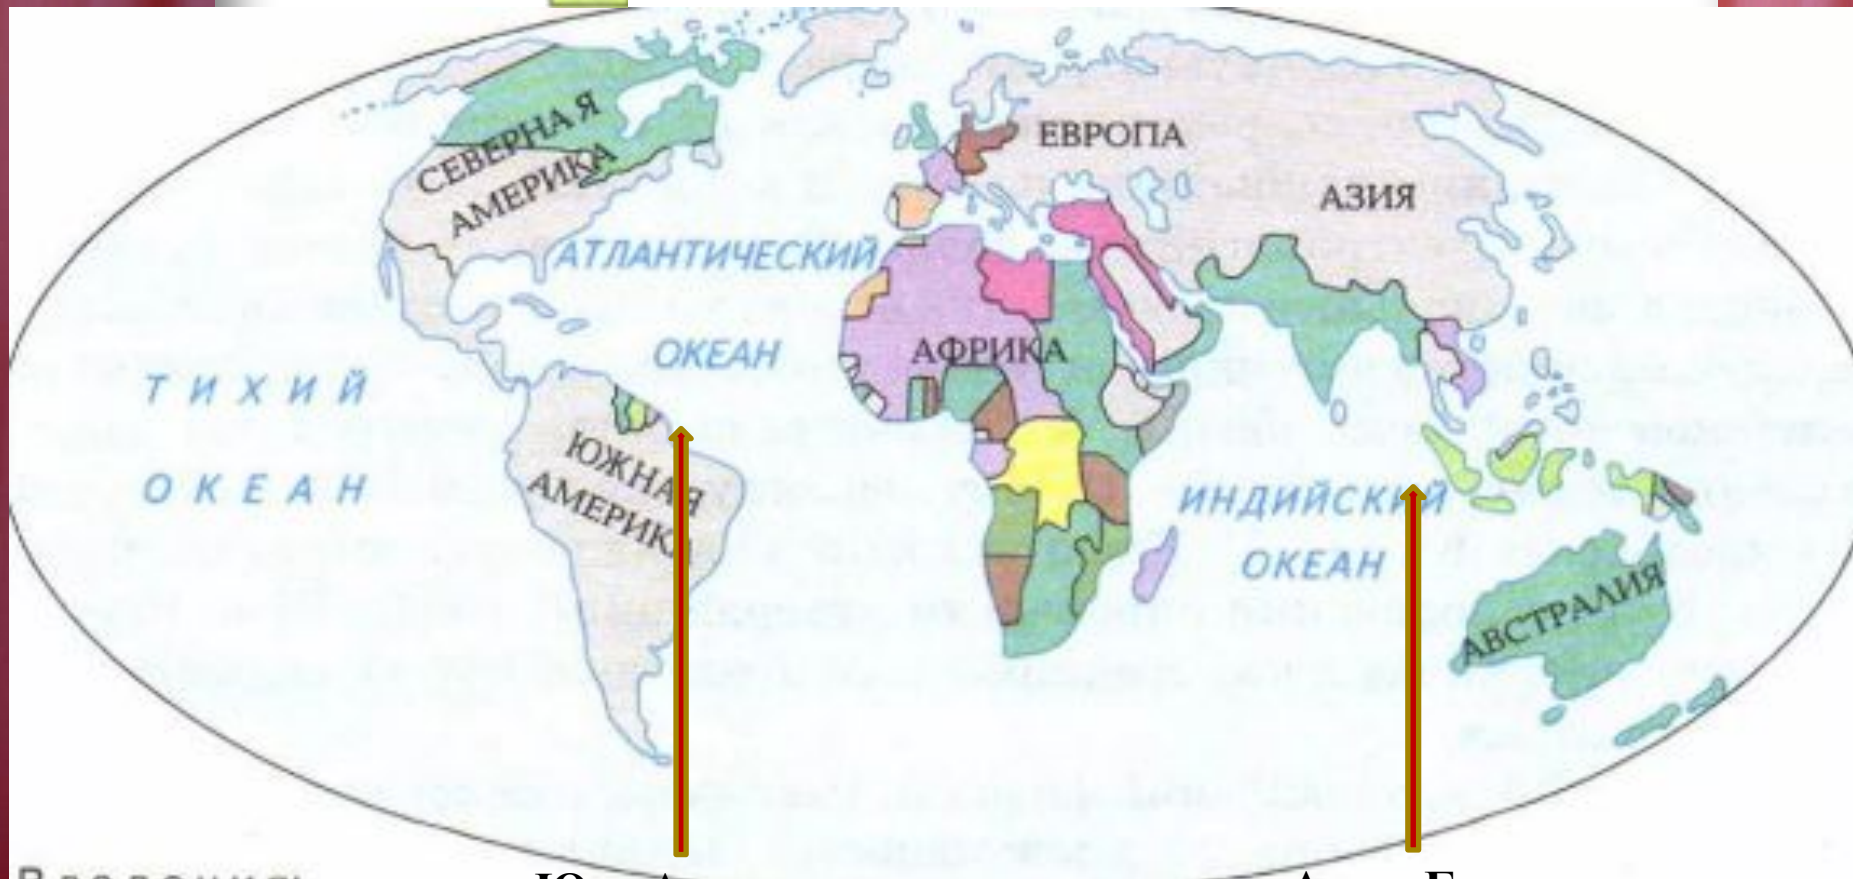 СЕВЕРНАЯ
АМЕРИКА
ЕВРОПА
АЗИЯ
АТЛАНТИЧЕСКИЙ
ОКЕАН
АФРИКА
ТИХИЙ
ОКЕАН
ЮЖНАЯ
АМЕРИКА
ИНДИЙСКИЙ
ОКЕАН
АВСТРАЛИЯ